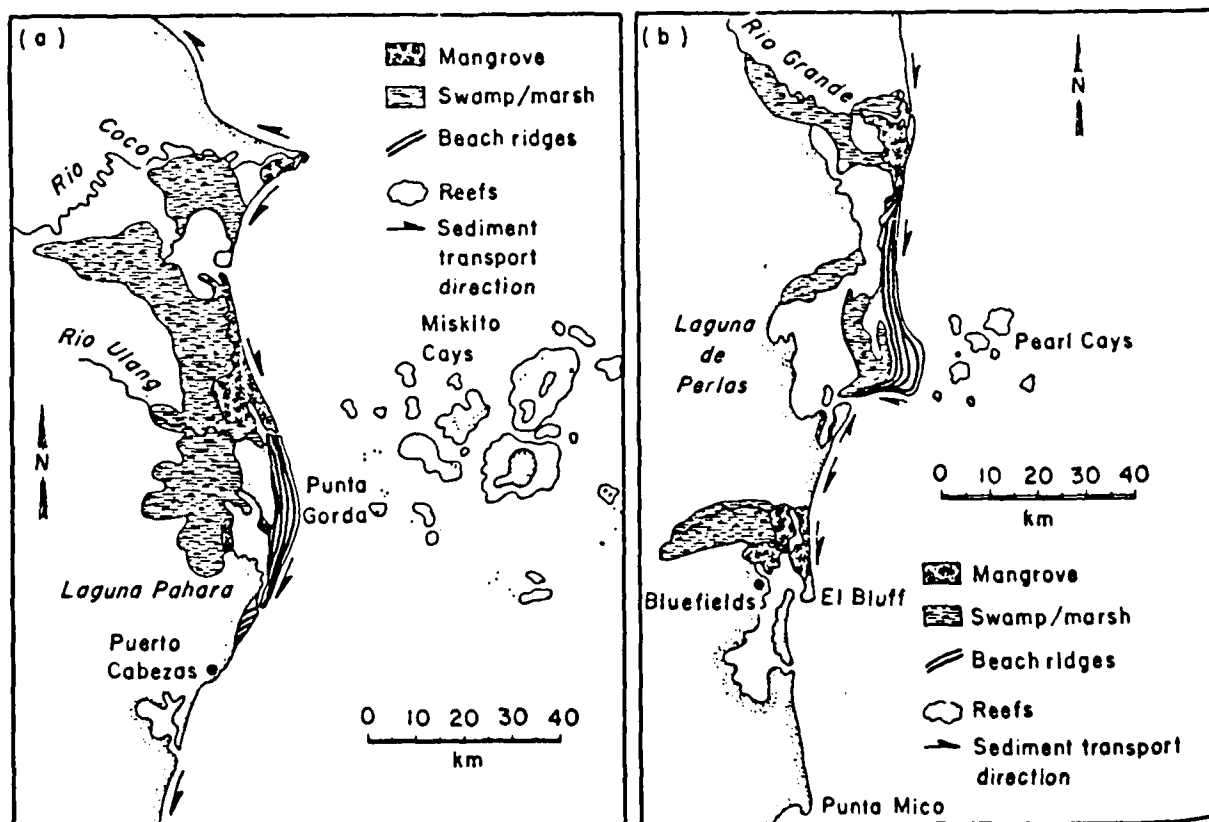 (a)
Mangrove
Swamp/marsh
Beach ridges
Reefs
Sediment
transport
direction
Rio
Coco
Miskito
Cays
Rio Ulang
N
Punta
Gorda
Laguna Pahara
Puerto
Cabezas
0 10 20 30 40
km
(b)
Rio Grande
N
Laguna
de
Perlas
Pearl Cays
0 10 20 30 40
km
Bluefields
El Bluff
Mangrove
Swamp/marsh
Beach ridges
Reefs
Sediment transport
direction
Punta Mico